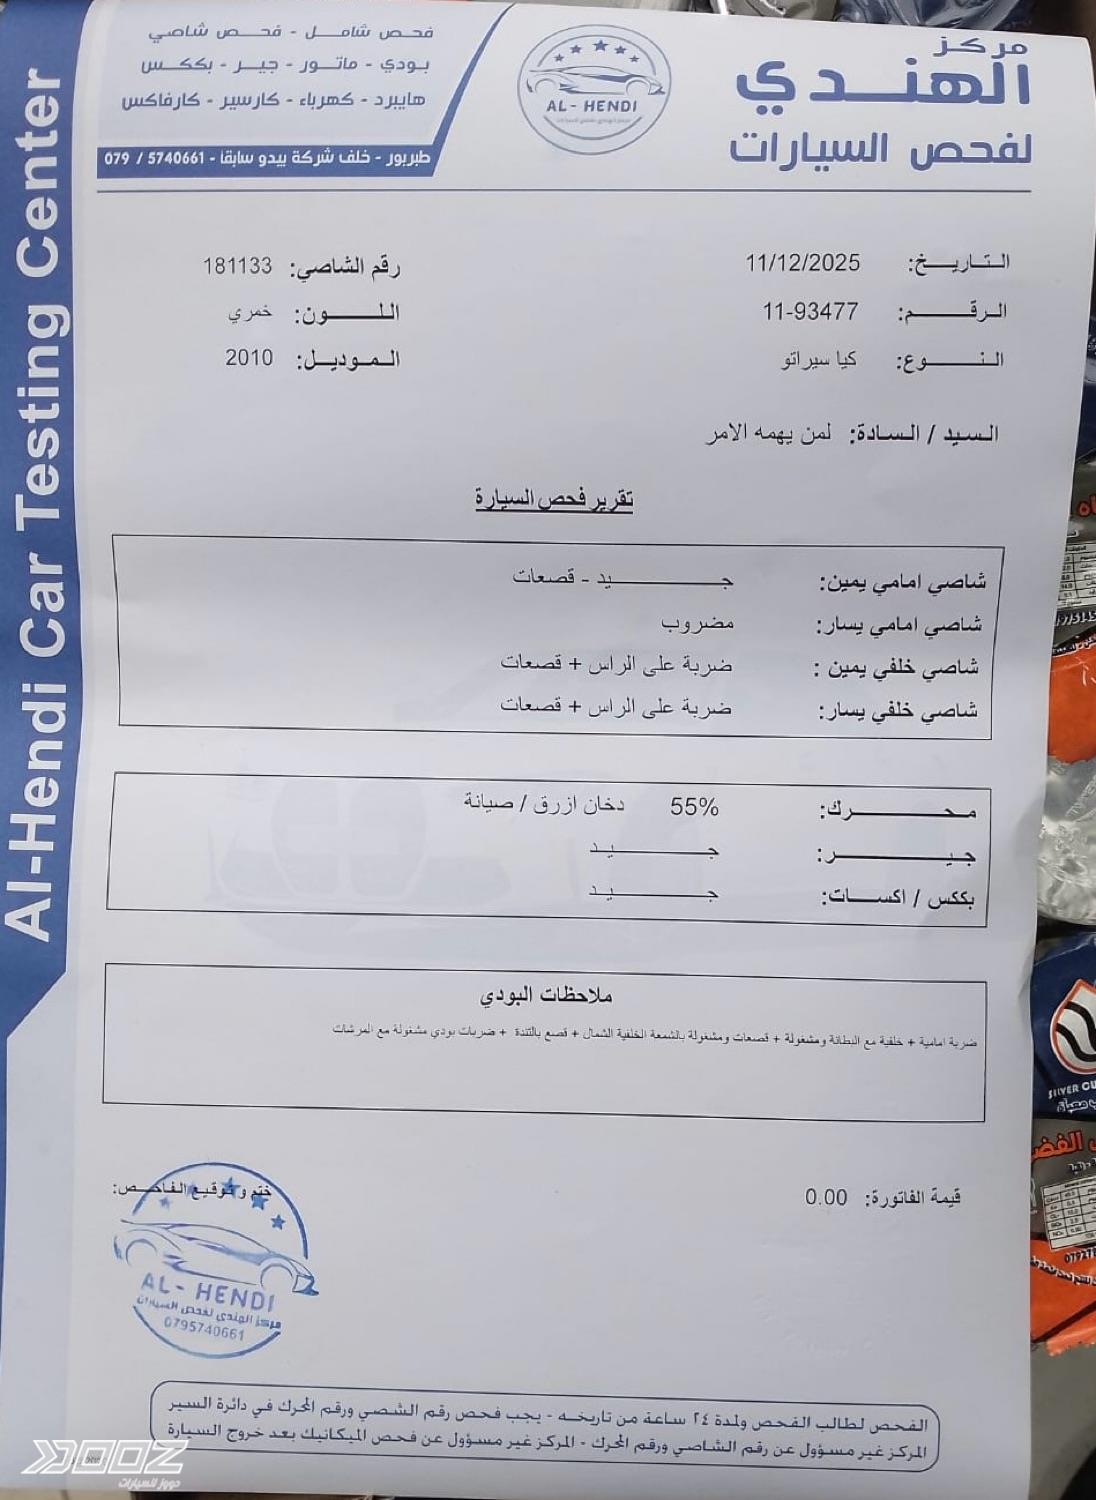 مركز
الهندي
لفحص السيارات
AL - HENDI
فحص شامل - فحص شاصي
بودي - ماتور - جير - بككس
هايبرد - كهرباء - كارسير - كارفاكس
طبربور - خلف شركة بيدو سابقا - 5740661 / 079
Al-Hendi Car Testing Center
التاريخ: 11/12/2025
رقم الشاصي: 181133
الرقم: 11-93477
اللون: خمري
النوع: كيا سيراتو
الموديل: 2010
السيد / السادة: لمن يهمه الامر
تقرير فحص السيارة
شاصي امامي يمين: جيد - قصعات
شاصي امامي يسار: مضروب
شاصي خلفي يمين : ضربة على الراس + قصعات
شاصي خلفي يسار: ضربة على الراس + قصعات
محرك: 55% دخان ازرق / صيانة
جير: جيد
بككس / اكسات: جيد
ملاحظات البودي
ضربة امامية + خلفية مع البطانة ومشغولة + قصعات ومشغولة بالشمعة الخلفية الشمال + قصع بالتندة + ضربات بودي مشغولة مع المرشات
قيمة الفاتورة: 0.00
ختم و توقيع الفاحص:
AL - HENDI
مركز الهندي لفحص السيارات
0795740661
الفحص لطالب الفحص ولمدة ٢٤ ساعة من تاريخه - يجب فحص رقم الشصي ورقم المحرك في دائرة السير
المركز غير مسؤول عن رقم الشاصي ورقم المحرك - المركز غير مسؤول عن فحص الميكانيك بعد خروج السيارة
DOOZ
دووز للسيارات